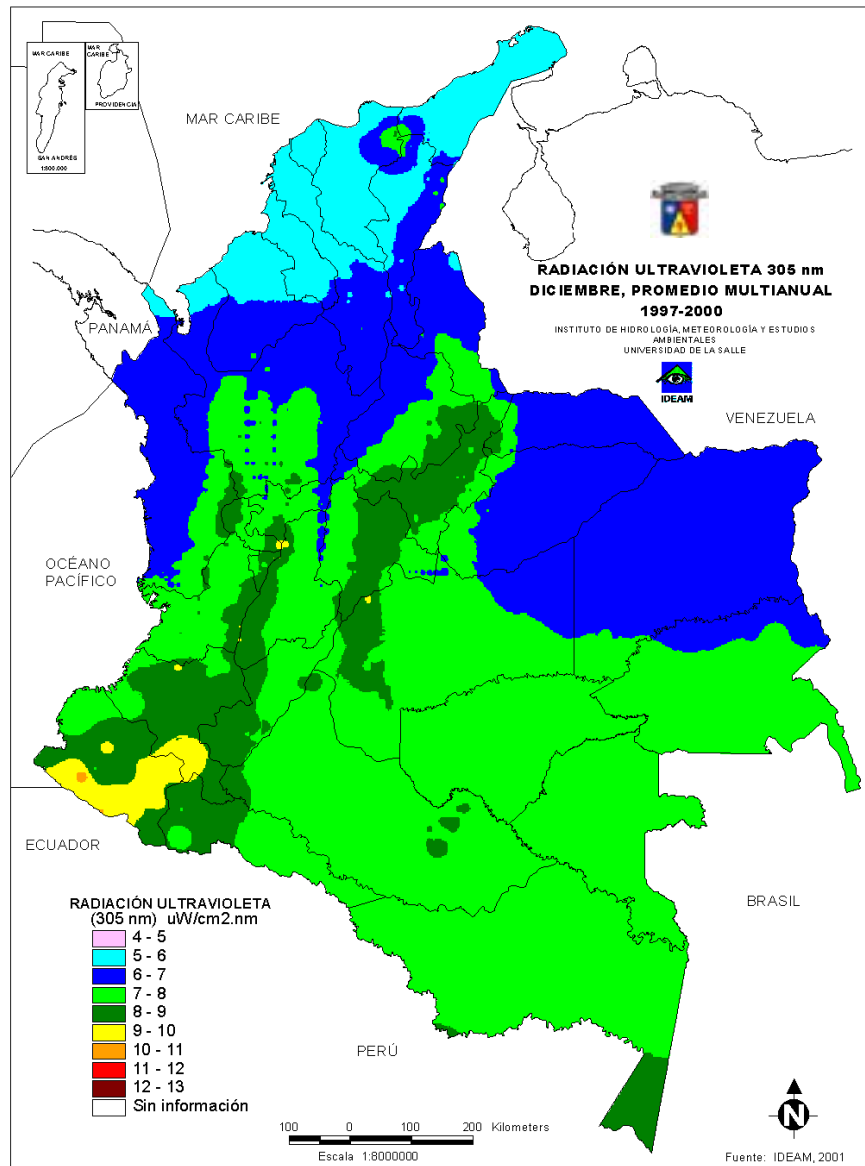 MAR CARIBE
MAR
CARIBE
PROVIDENCIA
SAN ANDRÉS
1:800.000
MAR CARIBE
PANAMÁ
RADIACIÓN ULTRAVIOLETA 305 nm
DICIEMBRE, PROMEDIO MULTIANUAL
1997-2000
INSTITUTO DE HIDROLOGÍA, METEOROLOGÍA Y ESTUDIOS
AMBIENTALES
UNIVERSIDAD DE LA SALLE
IDEAM
VENEZUELA
OCÉANO
PACÍFICO
ECUADOR
BRASIL
PERÚ
RADIACIÓN ULTRAVIOLETA
(305 nm) uW/cm2.nm
4 - 5
5 - 6
6 - 7
7 - 8
8 - 9
9 - 10
10 - 11
11 - 12
12 - 13
Sin información
100 0 100 200 Kilometers
Escala 1:8000000
N
Fuente: IDEAM, 2001